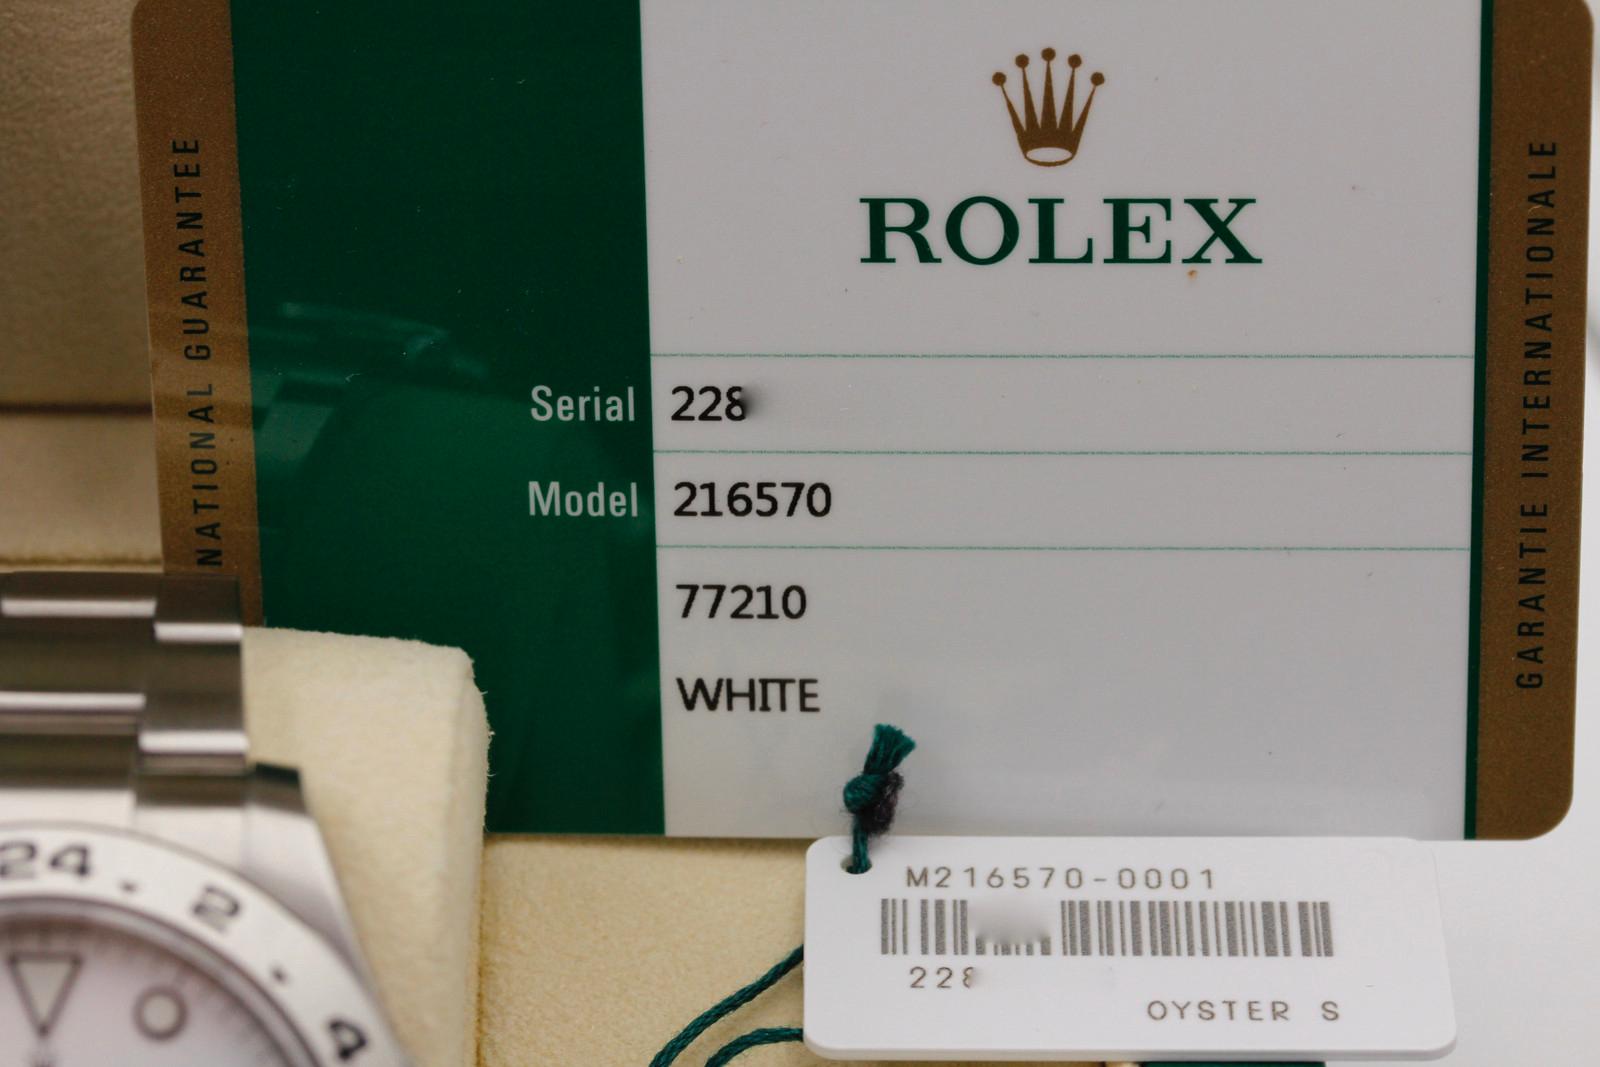 NATIONAL GUARANTEE
ROLEX
Serial 228
Model 216570
77210
WHITE
GARANTIE INTERNATIONALE
M216570-0001
228
OYSTER S
24 2 4